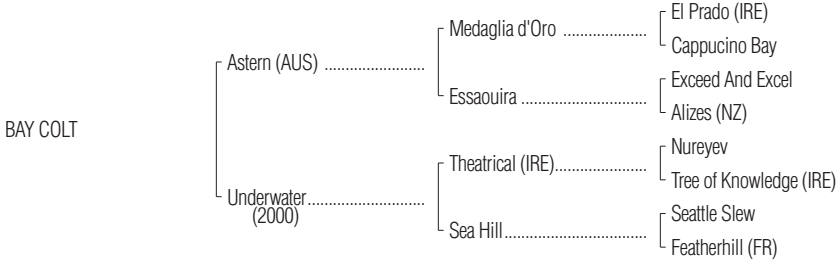 El Prado (IRE)
Medaglia d'Oro ......................
Cappucino Bay
Astern (AUS) .........................
Exceed And Excel
Essaouira ................................
Alizes (NZ)
BAY COLT
Nureyev
Theatrical (IRE).......................
Tree of Knowledge (IRE)
Underwater.............................
(2000)
Seattle Slew
Sea Hill....................................
Featherhill (FR)